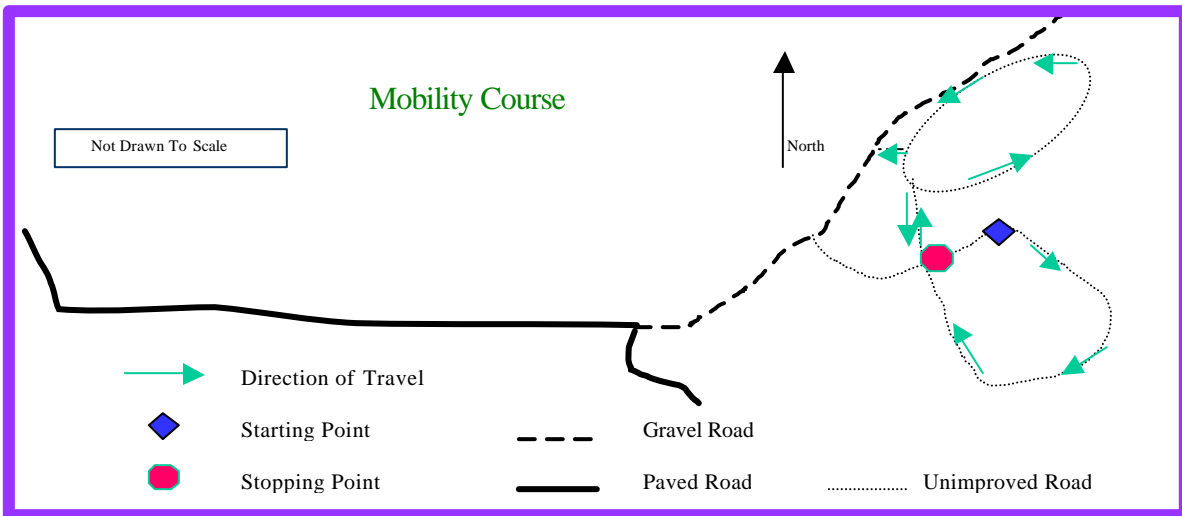 Mobility Course
Not Drawn To Scale
North
Direction of Travel
Starting Point
Gravel Road
Stopping Point
Paved Road
Unimproved Road